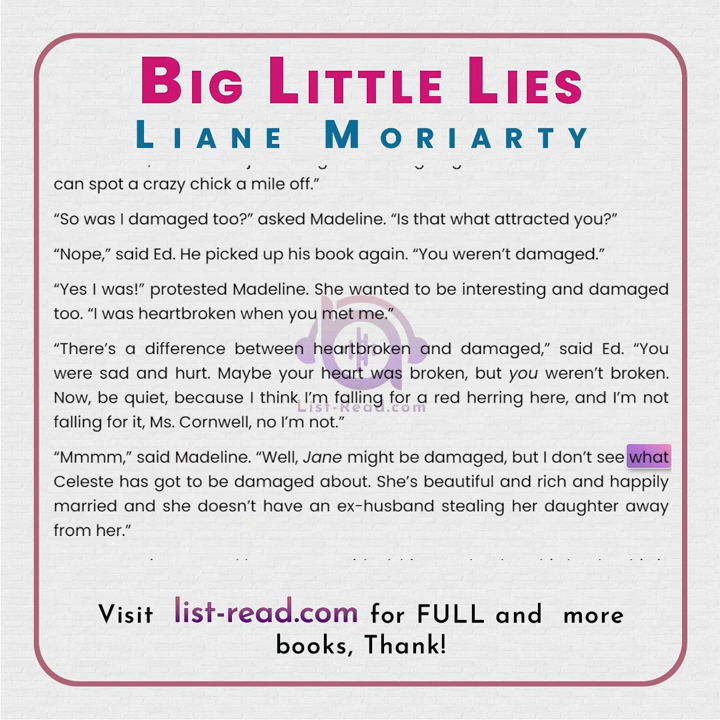 BIG LITTLE LIES
LIANE MORIARTY
can spot a crazy chick a mile off.”
“So was I damaged too?” asked Madeline. “Is that what attracted you?”
“Nope,” said Ed. He picked up his book again. “You weren’t damaged.”
“Yes I was!” protested Madeline. She wanted to be interesting and damaged
too. “I was heartbroken when you met me.”
“There’s a difference between heartbroken and damaged,” said Ed. “You
were sad and hurt. Maybe your heart was broken, but you weren’t broken.
Now, be quiet, because I think I’m falling for a red herring here, and I’m not
falling for it, Ms. Cornwell, no I’m not.”
List-Read.com
“Mmmm,” said Madeline. “Well, Jane might be damaged, but I don’t see what
Celeste has got to be damaged about. She’s beautiful and rich and happily
married and she doesn’t have an ex-husband stealing her daughter away
from her.”
Visit list-read.com for FULL and more
books, Thank!